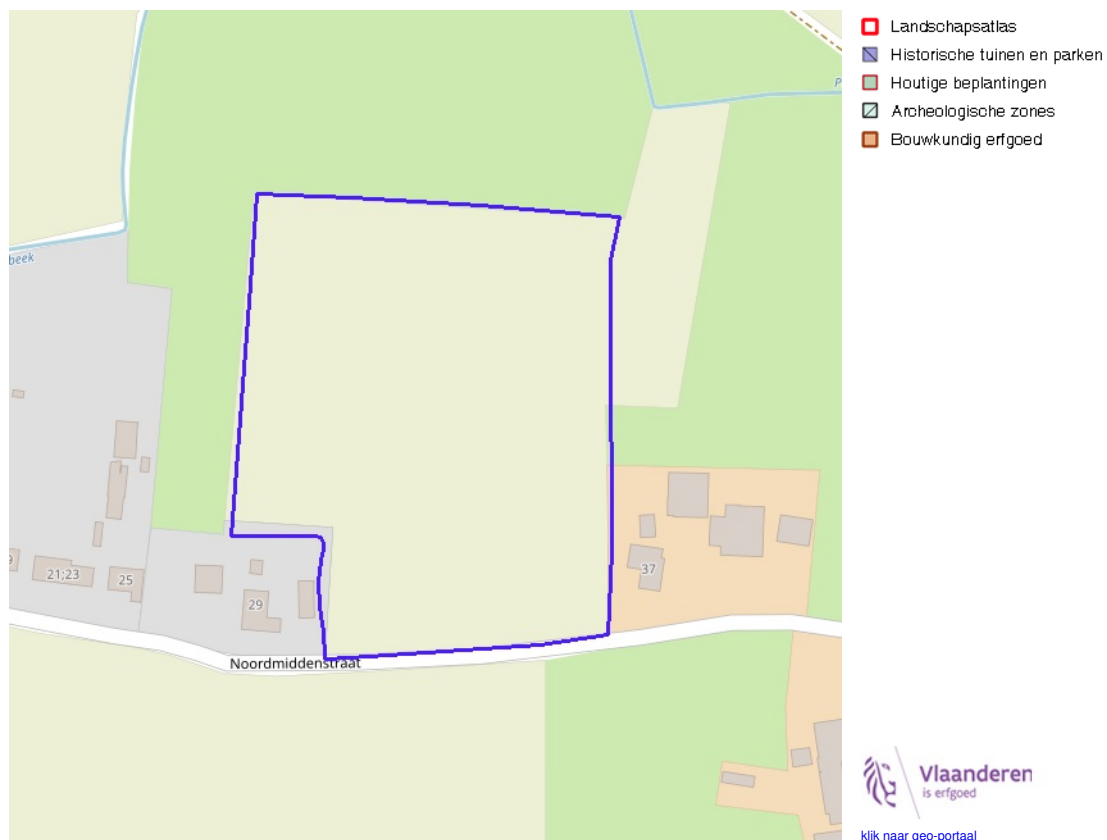 Landschapsatlas
Historische tuinen en parken
Houtige beplantingen
Archeologische zones
Bouwkundig erfgoed
beek
P
9
21;23
25
29
37
Noordmiddenstraat
Vlaanderen
is erfgoed
klik naar geo-portaal